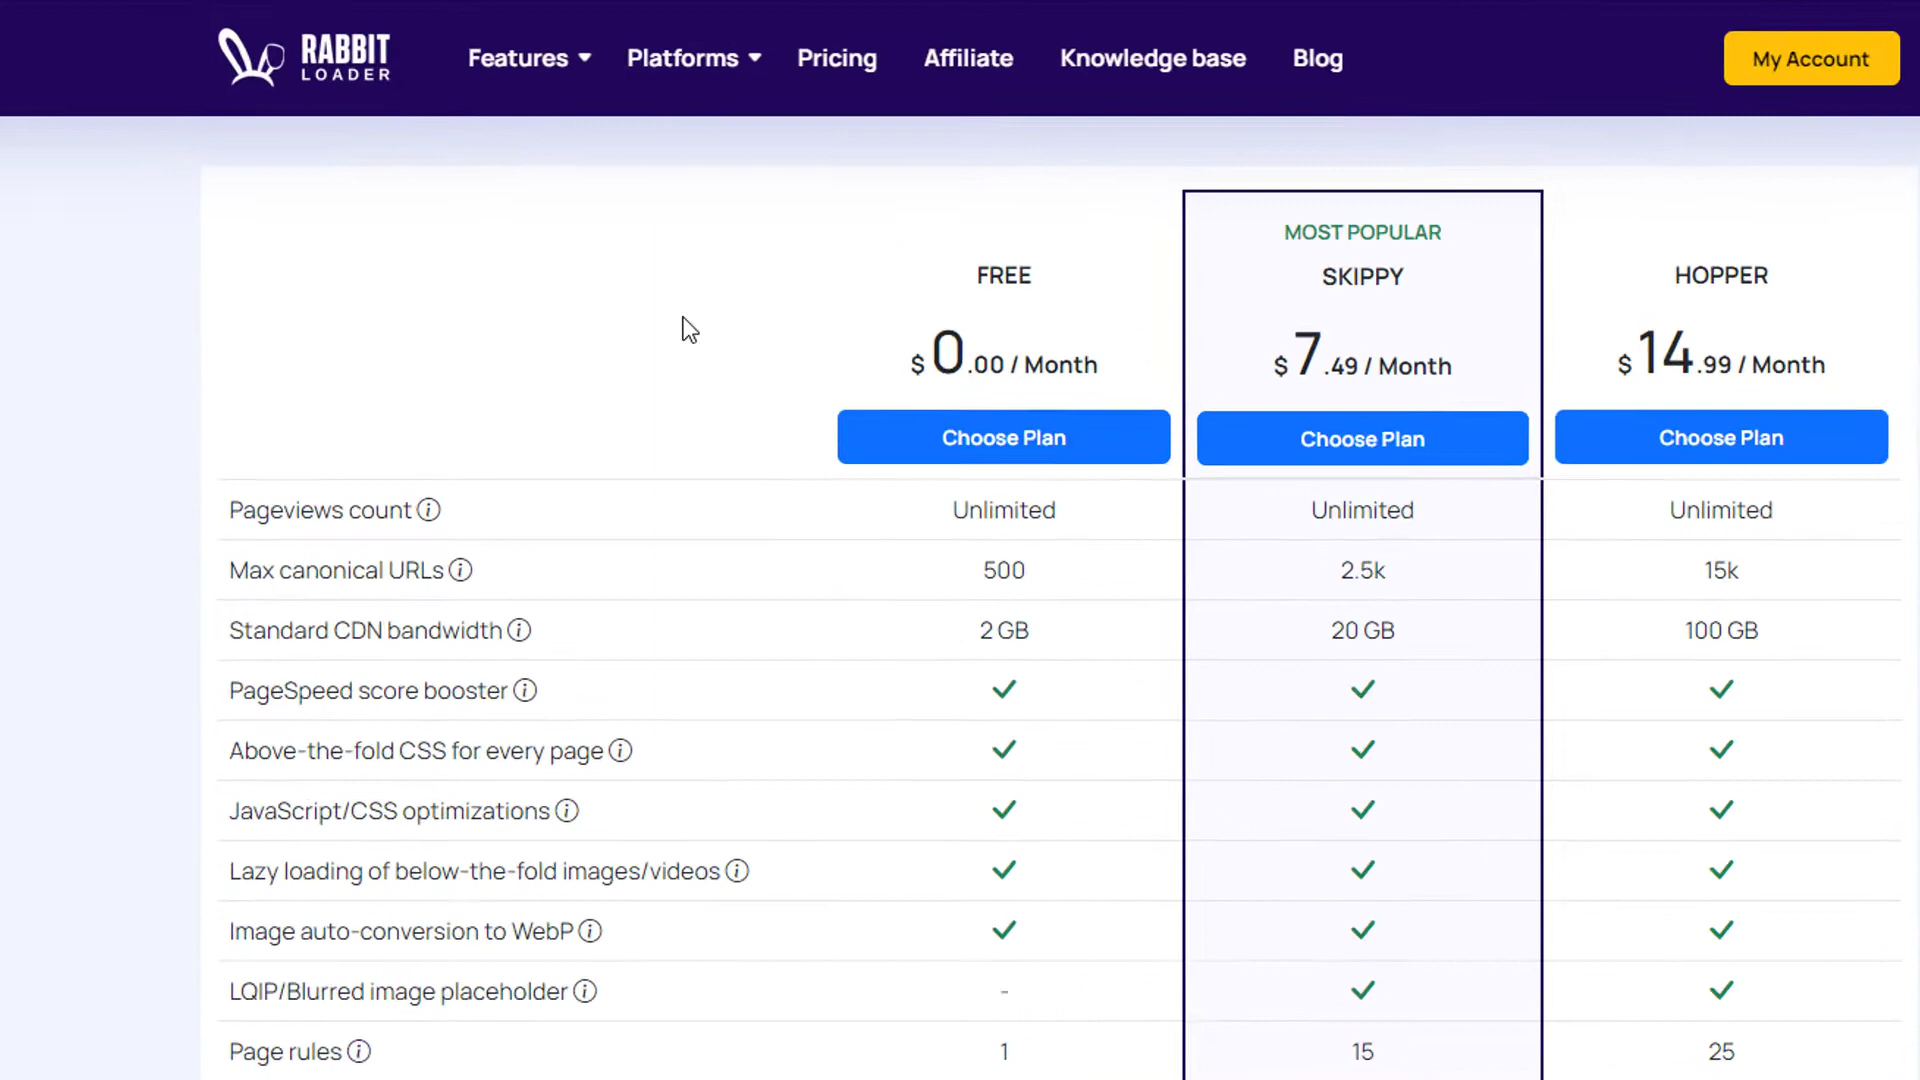 RABBIT
LOADER
Features Platforms Pricing Affiliate Knowledge base Blog My Account
MOST POPULAR
FREE SKIPPY HOPPER
$ 0.00 / Month $ 7.49 / Month $ 14.99 / Month
Choose Plan Choose Plan Choose Plan
Pageviews count Unlimited Unlimited Unlimited
Max canonical URLs 500 2.5k 15k
Standard CDN bandwidth 2 GB 20 GB 100 GB
PageSpeed score booster
Above-the-fold CSS for every page
JavaScript/CSS optimizations
Lazy loading of below-the-fold images/videos
Image auto-conversion to WebP
LQIP/Blurred image placeholder -
Page rules 1 15 25